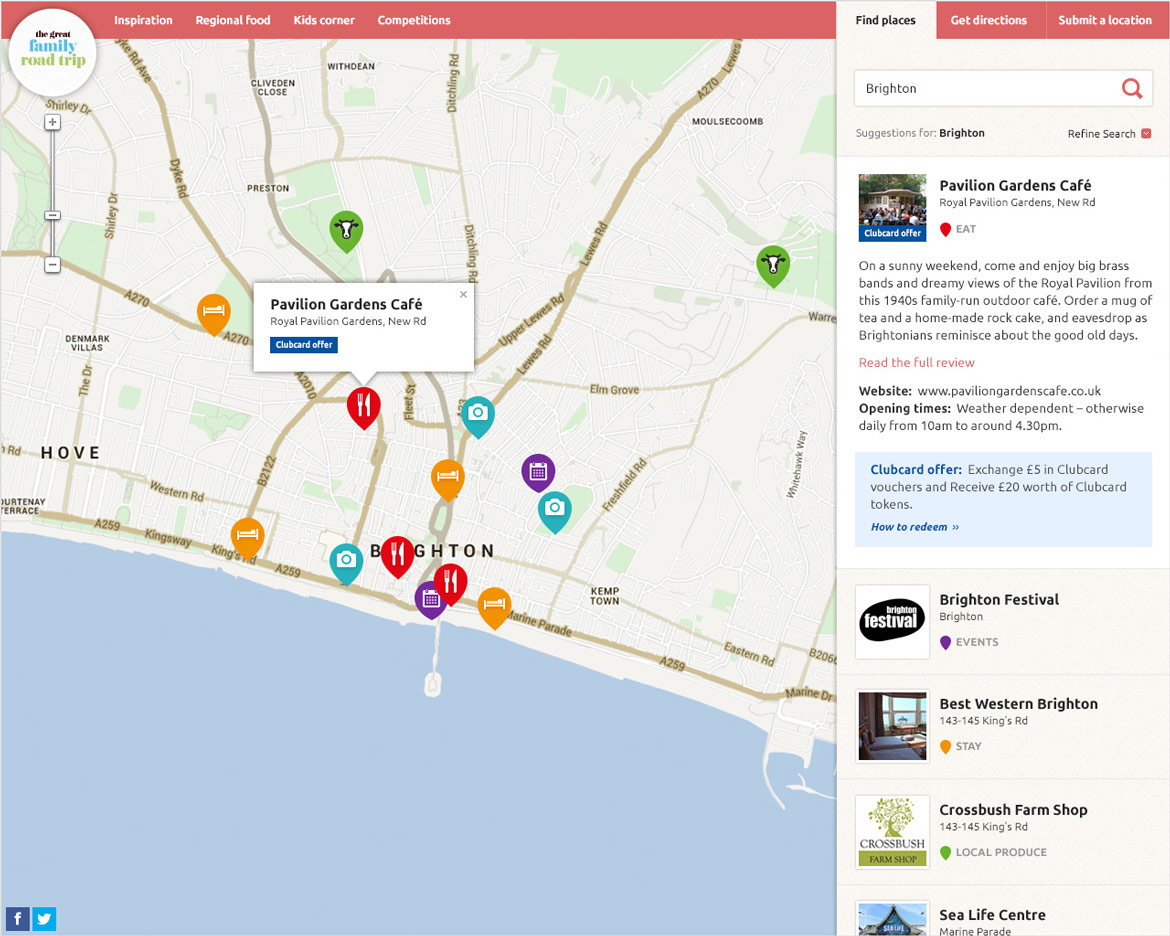 the great
family
road trip
Inspiration
Regional food
Kids corner
Competitions
Find places
Get directions
Submit a location
Brighton
Suggestions for: Brighton
Refine Search
Pavilion Gardens Café
Royal Pavilion Gardens, New Rd
Clubcard offer
EAT
On a sunny weekend, come and enjoy big brass
bands and dreamy views of the Royal Pavilion from
this 1940s family-run outdoor café. Order a mug of
tea and a home-made rock cake, and eavesdrop as
Brightonians reminisce about the good old days.
Read the full review
Website: www.paviliongardenscafe.co.uk
Opening times: Weather dependent – otherwise
daily from 10am to around 4.30pm.
Clubcard offer: Exchange £5 in Clubcard
vouchers and Receive £20 worth of Clubcard
tokens.
How to redeem »
brighton
festival
Brighton Festival
Brighton
EVENTS
Best Western Brighton
143-145 King's Rd
STAY
CROSSBUSH
FARM SHOP
Crossbush Farm Shop
143-145 King's Rd
LOCAL PRODUCE
SEA LIFE
Sea Life Centre
Marine Parade
yke Rd Ave
WITHDEAN
CLIVEDEN
CLOSE
Ditchling Rd
A270
Lewes Rd
Shirley Dr
MOULSECOOMB
Dyke Rd
PRESTON
Shirley Dr
Ditchling Rd
Lewes Rd
A270
A270
Pavilion Gardens Café
Royal Pavilion Gardens, New Rd
Clubcard offer
×
Upper Lewes Rd
Lewes Rd
Warre
DENMARK
VILLAS
The Dr
A2010
Fleet St
A23
Elm Grove
HOVE
h Rd
B2122
Whitehawk Way
Freshfield Rd
Western Rd
OURTENAY
TERRACE
A259
Kingsway
King's Rd
A259
B GHTON
KEMP
TOWN
Marine Parade
Eastern Rd
B2066
A259
Marine Dr
f